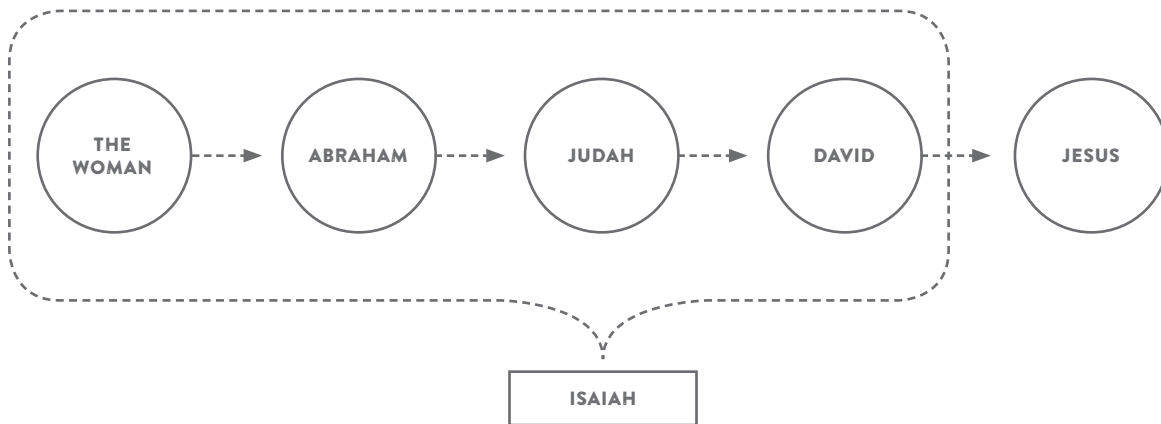 THE
WOMAN
ABRAHAM
JUDAH
DAVID
JESUS
ISAIAH